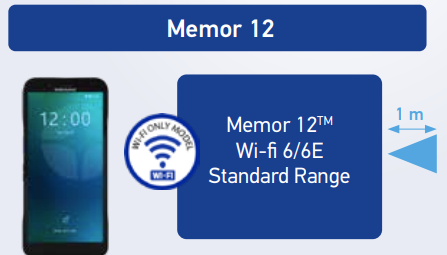 Memor 12
12:00
WI-FI ONLY MODEL
WI-FI
Memor 12™
Wi-fi 6/6E
Standard Range
1 m